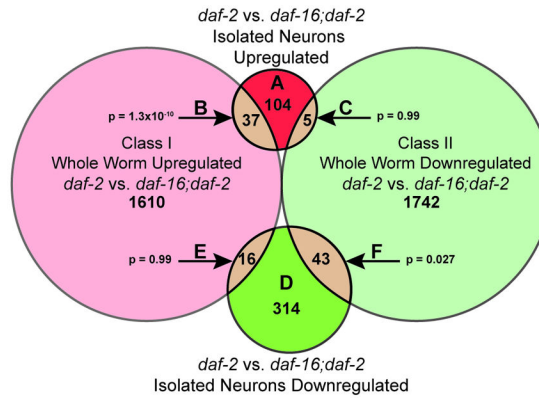 daf-2 vs. daf-16;daf-2
Isolated Neurons
Upregulated
A
104
B
p = 1.3x10⁻¹⁰
37
C
p = 0.99
5
Class I
Whole Worm Upregulated
daf-2 vs. daf-16;daf-2
1610
Class II
Whole Worm Downregulated
daf-2 vs. daf-16;daf-2
1742
E
p = 0.99
16
F
p = 0.027
43
D
314
daf-2 vs. daf-16;daf-2
Isolated Neurons Downregulated